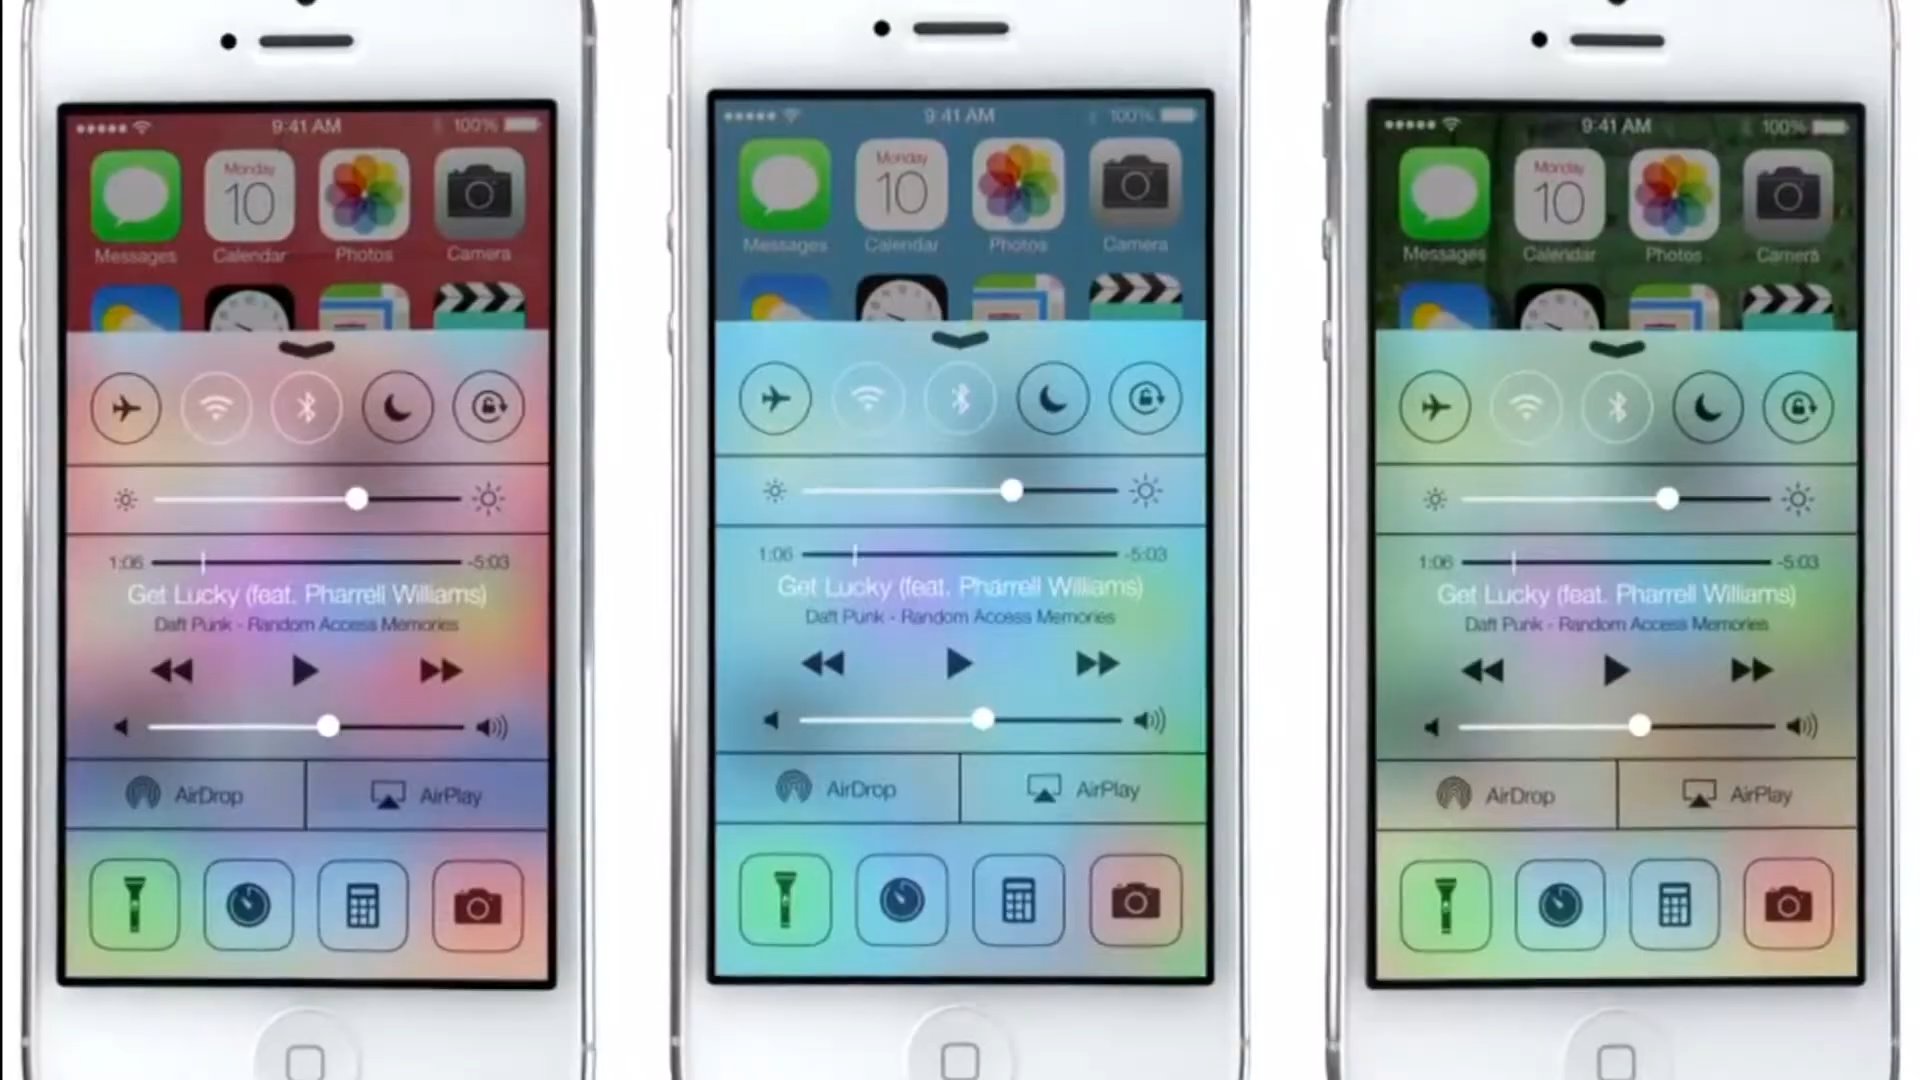 9:41 AM 100%
Monday
10
Messages Calendar Photos Camera
1:06 -5:03
Get Lucky (feat. Pharrell Williams)
Daft Punk - Random Access Memories
AirDrop AirPlay
9:41 AM 100%
Monday
10
Messages Calendar Photos Camera
1:06 -5:03
Get Lucky (feat. Pharrell Williams)
Daft Punk - Random Access Memories
AirDrop AirPlay
9:41 AM 100%
Monday
10
Messages Calendar Photos Camera
1:06 -5:03
Get Lucky (feat. Pharrell Williams)
Daft Punk - Random Access Memories
AirDrop AirPlay